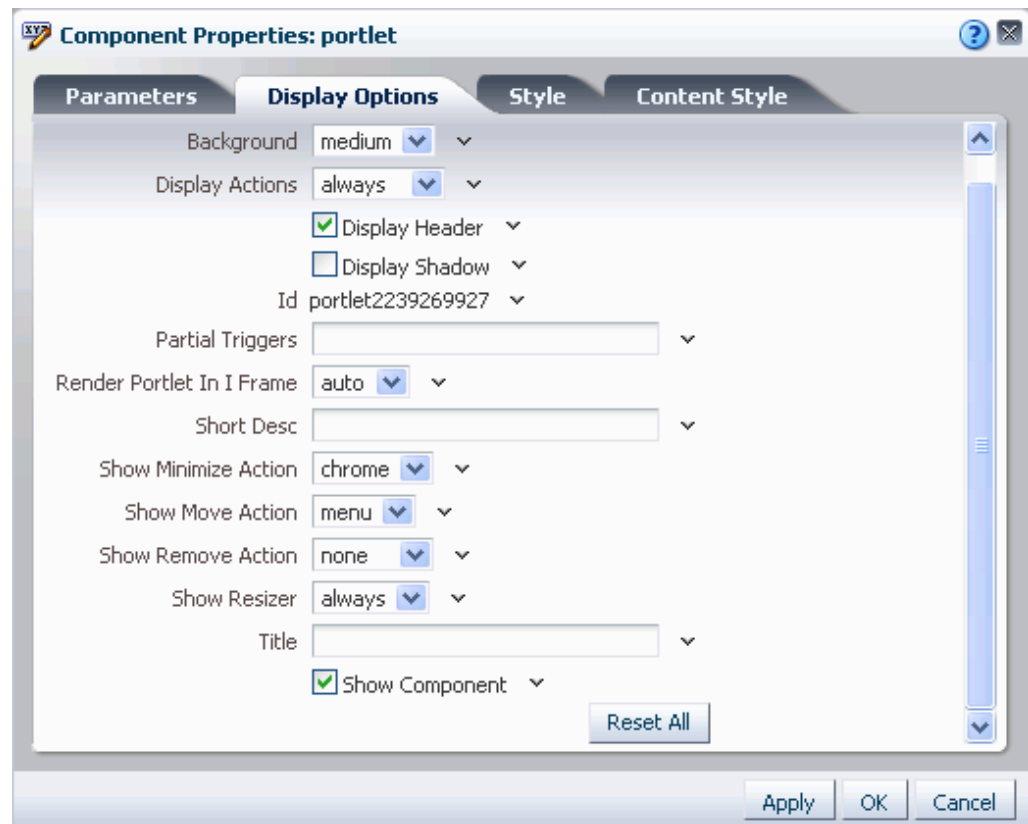 Component Properties: portlet
Parameters Display Options Style Content Style
Background medium
Display Actions always
Display Header
Display Shadow
Id portlet2239269927
Partial Triggers
Render Portlet In I Frame auto
Short Desc
Show Minimize Action chrome
Show Move Action menu
Show Remove Action none
Show Resizer always
Title
Show Component
Reset All
Apply OK Cancel